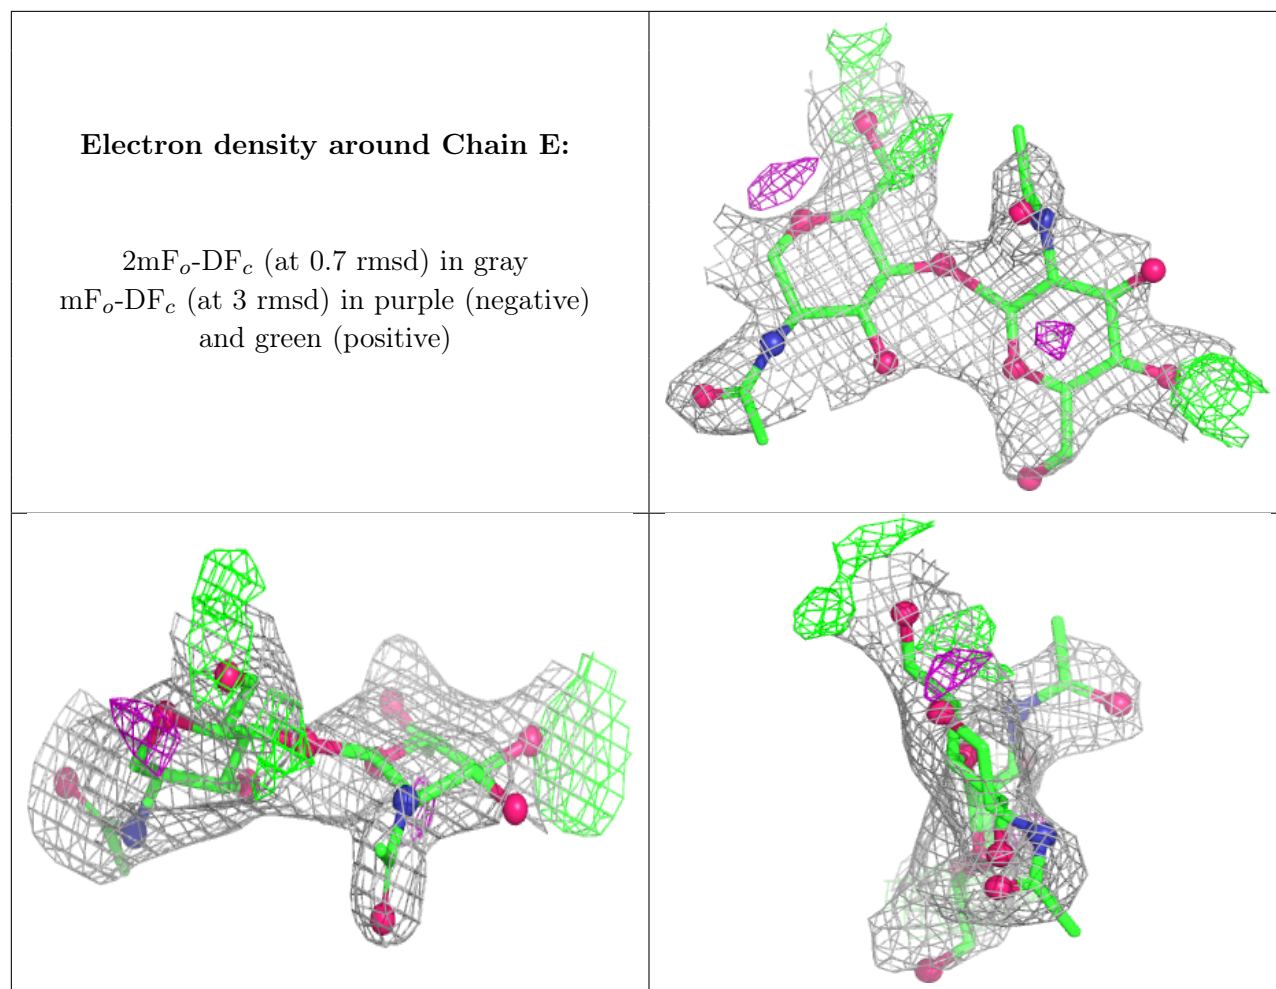 Electron density around Chain E:
2mFo-DFc (at 0.7 rmsd) in gray
mFo-DFc (at 3 rmsd) in purple (negative)
and green (positive)